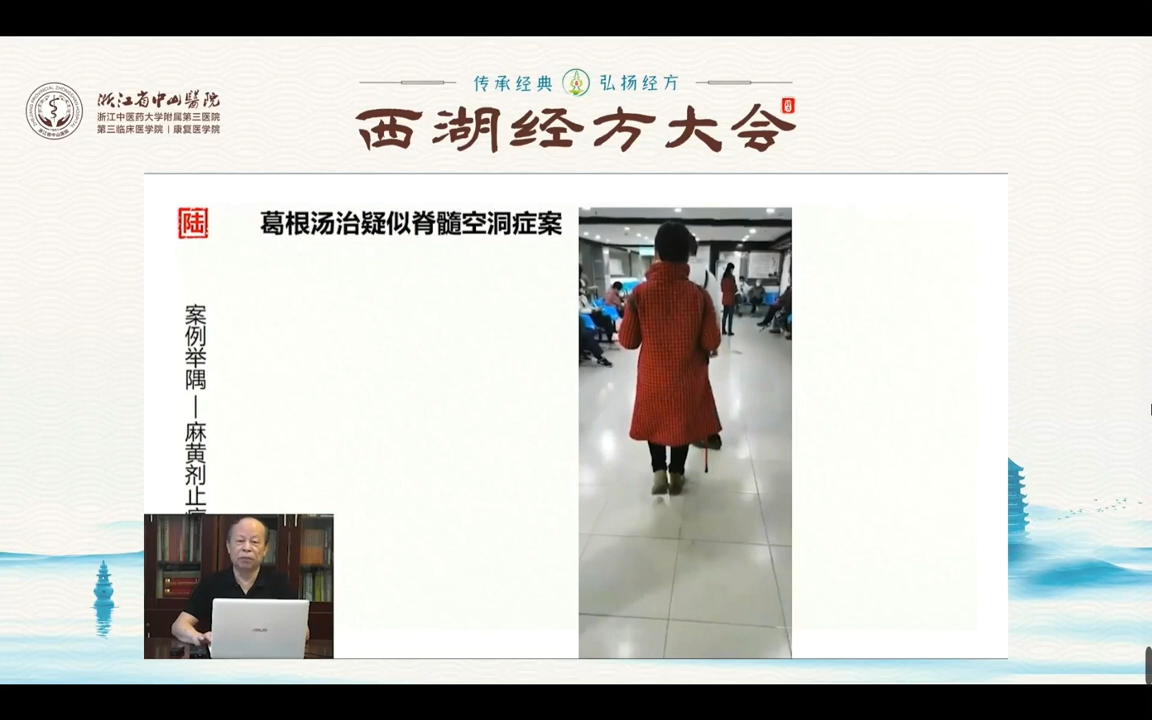 传承经典 弘扬经方
西湖经方大会
浙江省中山醫院
浙江中医药大学附属第三医院
第三临床医学院 | 康复医学院
陆
葛根汤治疑似脊髓空洞症案
案例举隅—麻黄剂止
ASUS